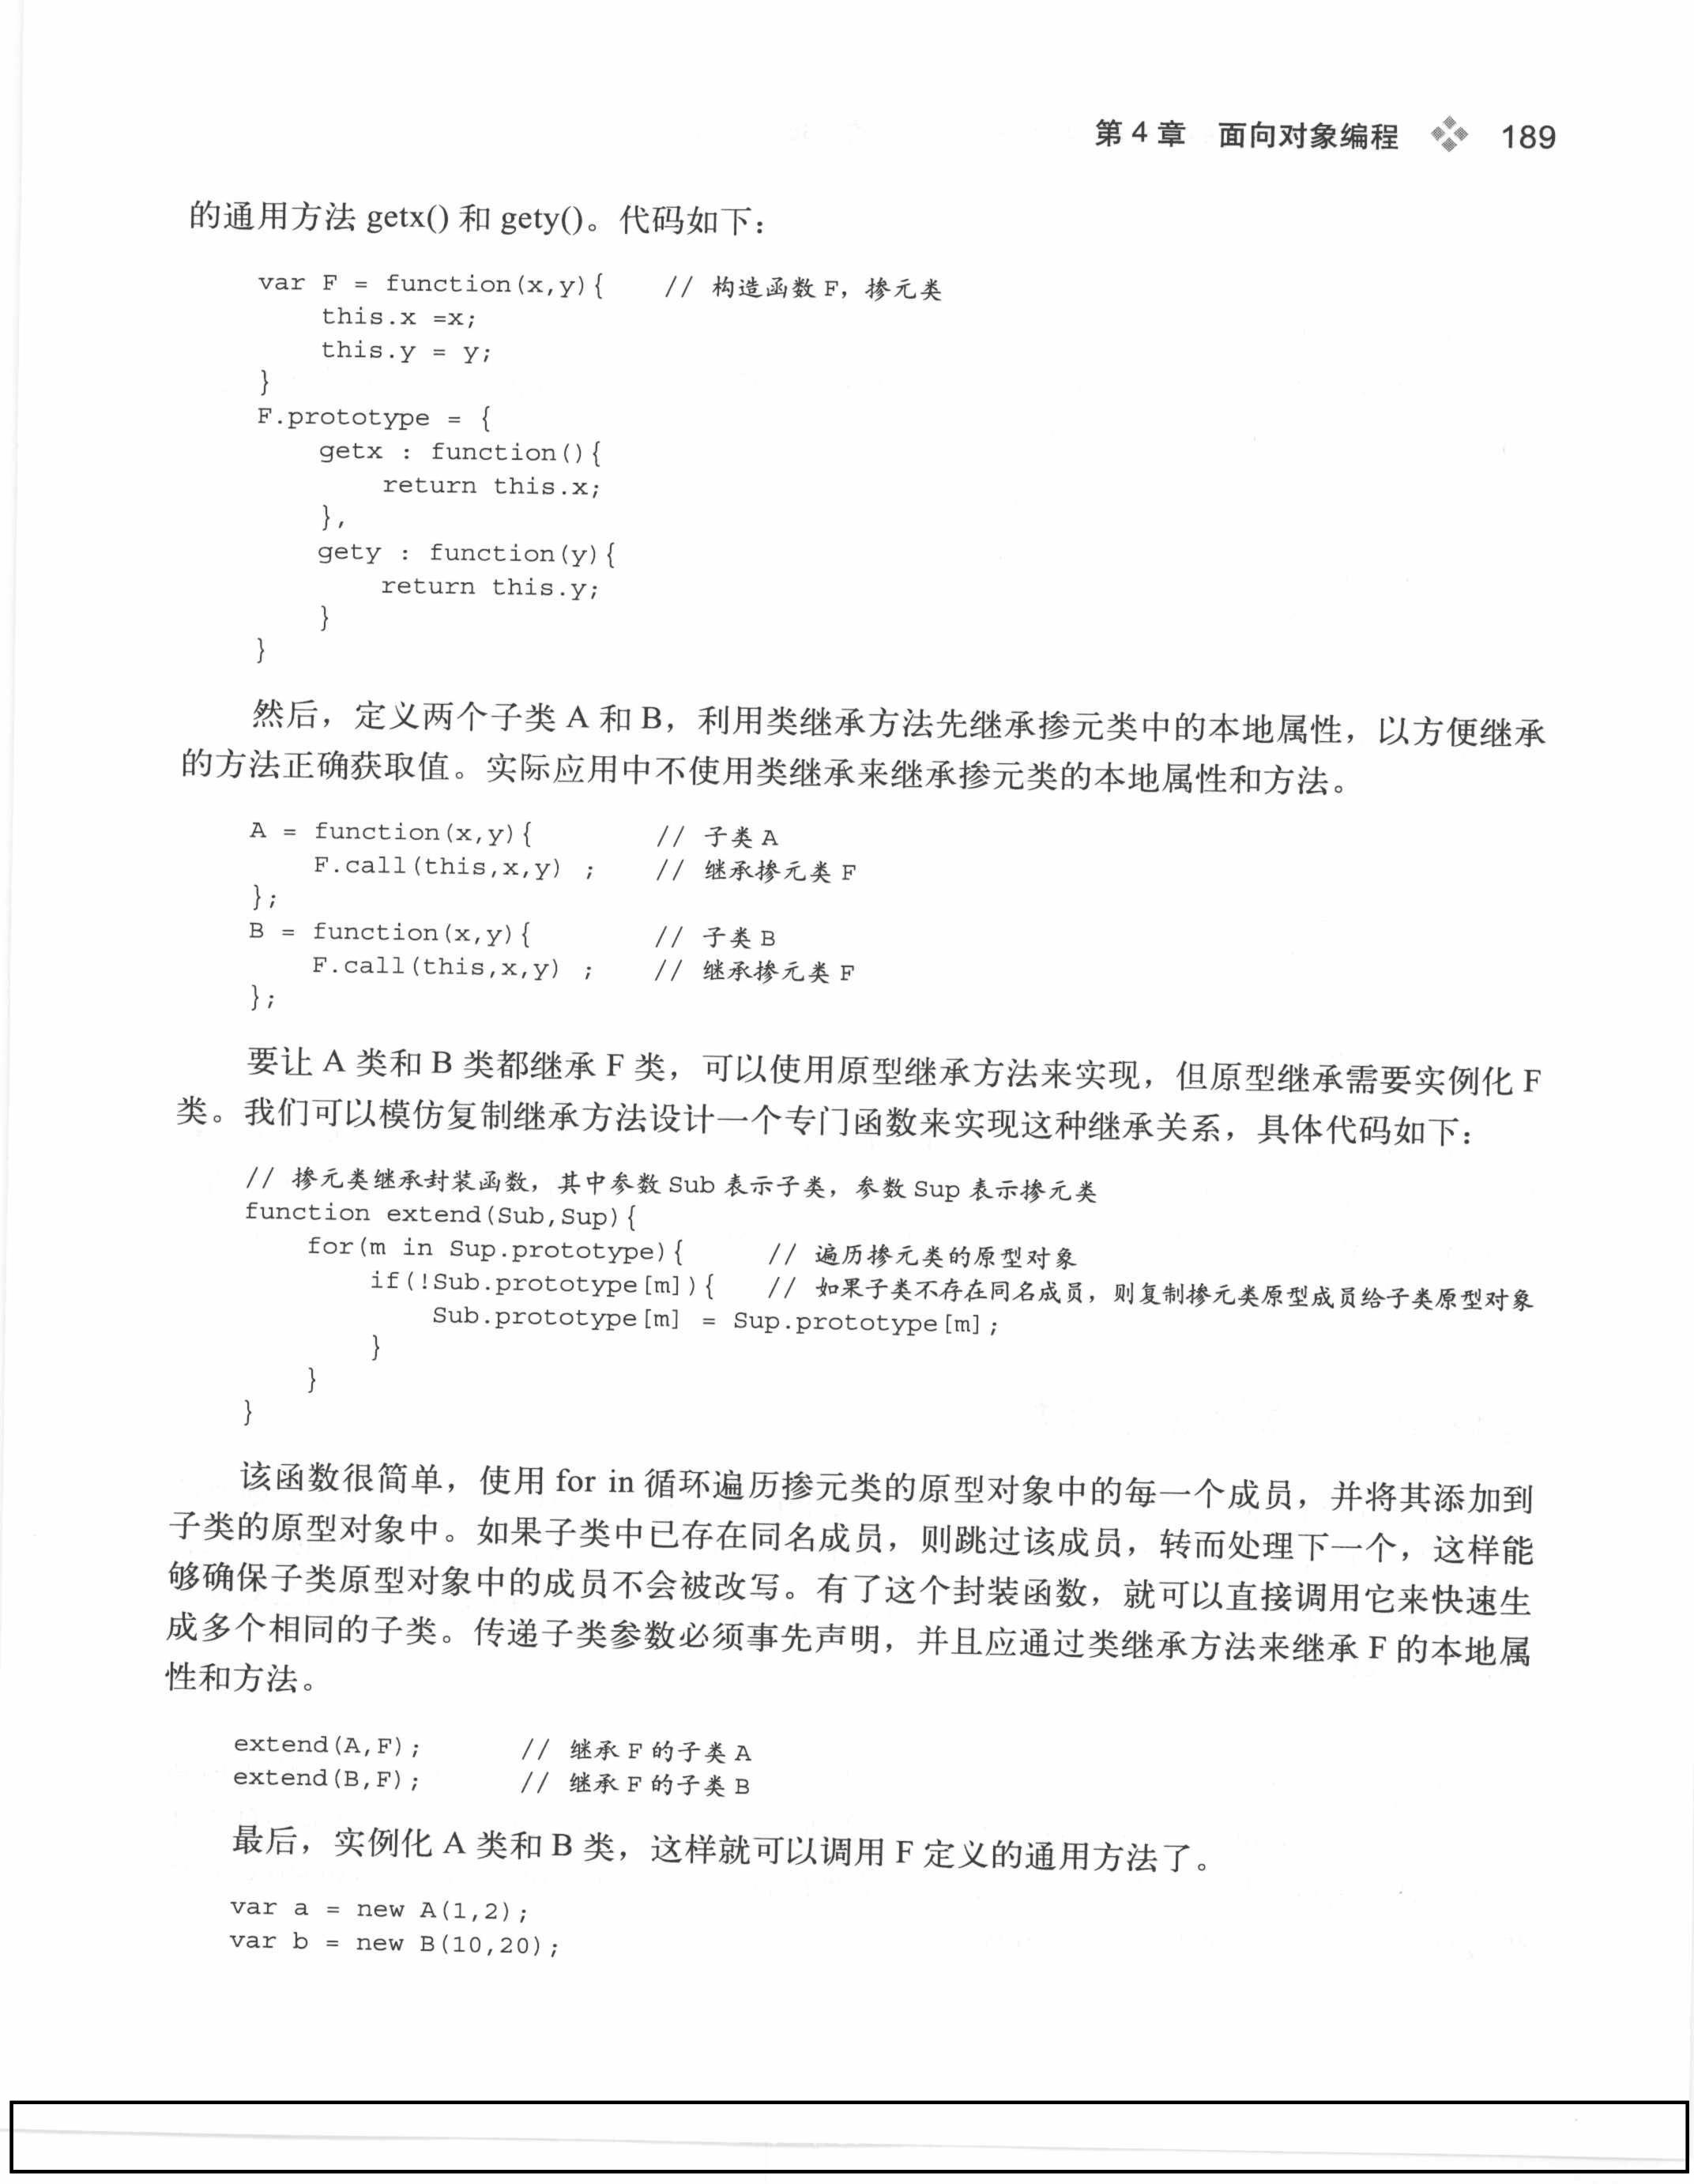 第 4 章 面向对象编程 189
的通用方法 getx() 和 gety()。代码如下：
var F = function(x,y){ // 构造函数 F，掺元类
this.x =x;
this.y = y;
}
F.prototype = {
getx : function(){
return this.x;
},
gety : function(y){
return this.y;
}
}
然后，定义两个子类 A 和 B，利用类继承方法先继承掺元类中的本地属性，以方便继承
的方法正确获取值。实际应用中不使用类继承来继承掺元类的本地属性和方法。
A = function(x,y){ // 子类 A
F.call(this,x,y) ; // 继承掺元类 F
};
B = function(x,y){ // 子类 B
F.call(this,x,y) ; // 继承掺元类 F
};
要让 A 类和 B 类都继承 F 类，可以使用原型继承方法来实现，但原型继承需要实例化 F
类。我们可以模仿复制继承方法设计一个专门函数来实现这种继承关系，具体代码如下：
// 掺元类继承封装函数，其中参数 Sub 表示子类，参数 Sup 表示掺元类
function extend(Sub,Sup){
for(m in Sup.prototype){ // 遍历掺元类的原型对象
if(!Sub.prototype[m]){ // 如果子类不存在同名成员，则复制掺元类原型成员给子类原型对象
Sub.prototype[m] = Sup.prototype[m];
}
}
}
该函数很简单，使用 for in 循环遍历掺元类的原型对象中的每一个成员，并将其添加到
子类的原型对象中。如果子类中已存在同名成员，则跳过该成员，转而处理下一个，这样能
够确保子类原型对象中的成员不会被改写。有了这个封装函数，就可以直接调用它来快速生
成多个相同的子类。传递子类参数必须事先声明，并且应通过类继承方法来继承 F 的本地属
性和方法。
extend(A,F); // 继承 F 的子类 A
extend(B,F); // 继承 F 的子类 B
最后，实例化 A 类和 B 类，这样就可以调用 F 定义的通用方法了。
var a = new A(1,2);
var b = new B(10,20);